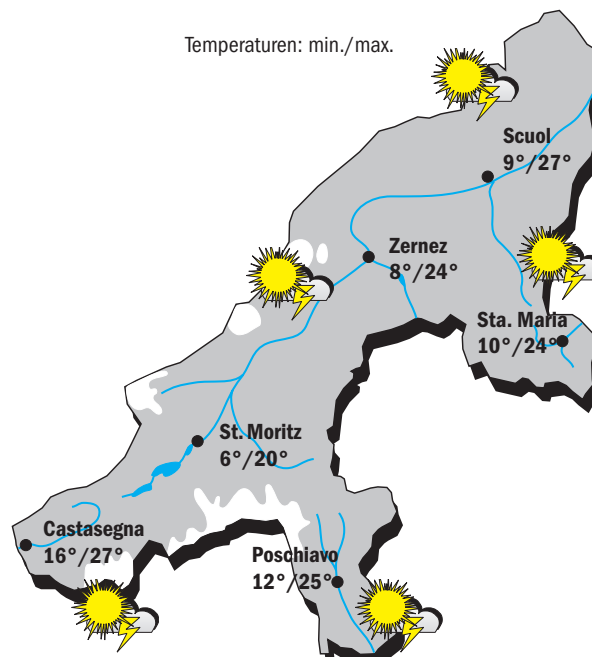 Temperaturen: min./max.
Scuol
9°/27°
Zernez
8°/24°
Sta. Maria
10°/24°
St. Moritz
6°/20°
Castasegna
16°/27°
Poschiavo
12°/25°